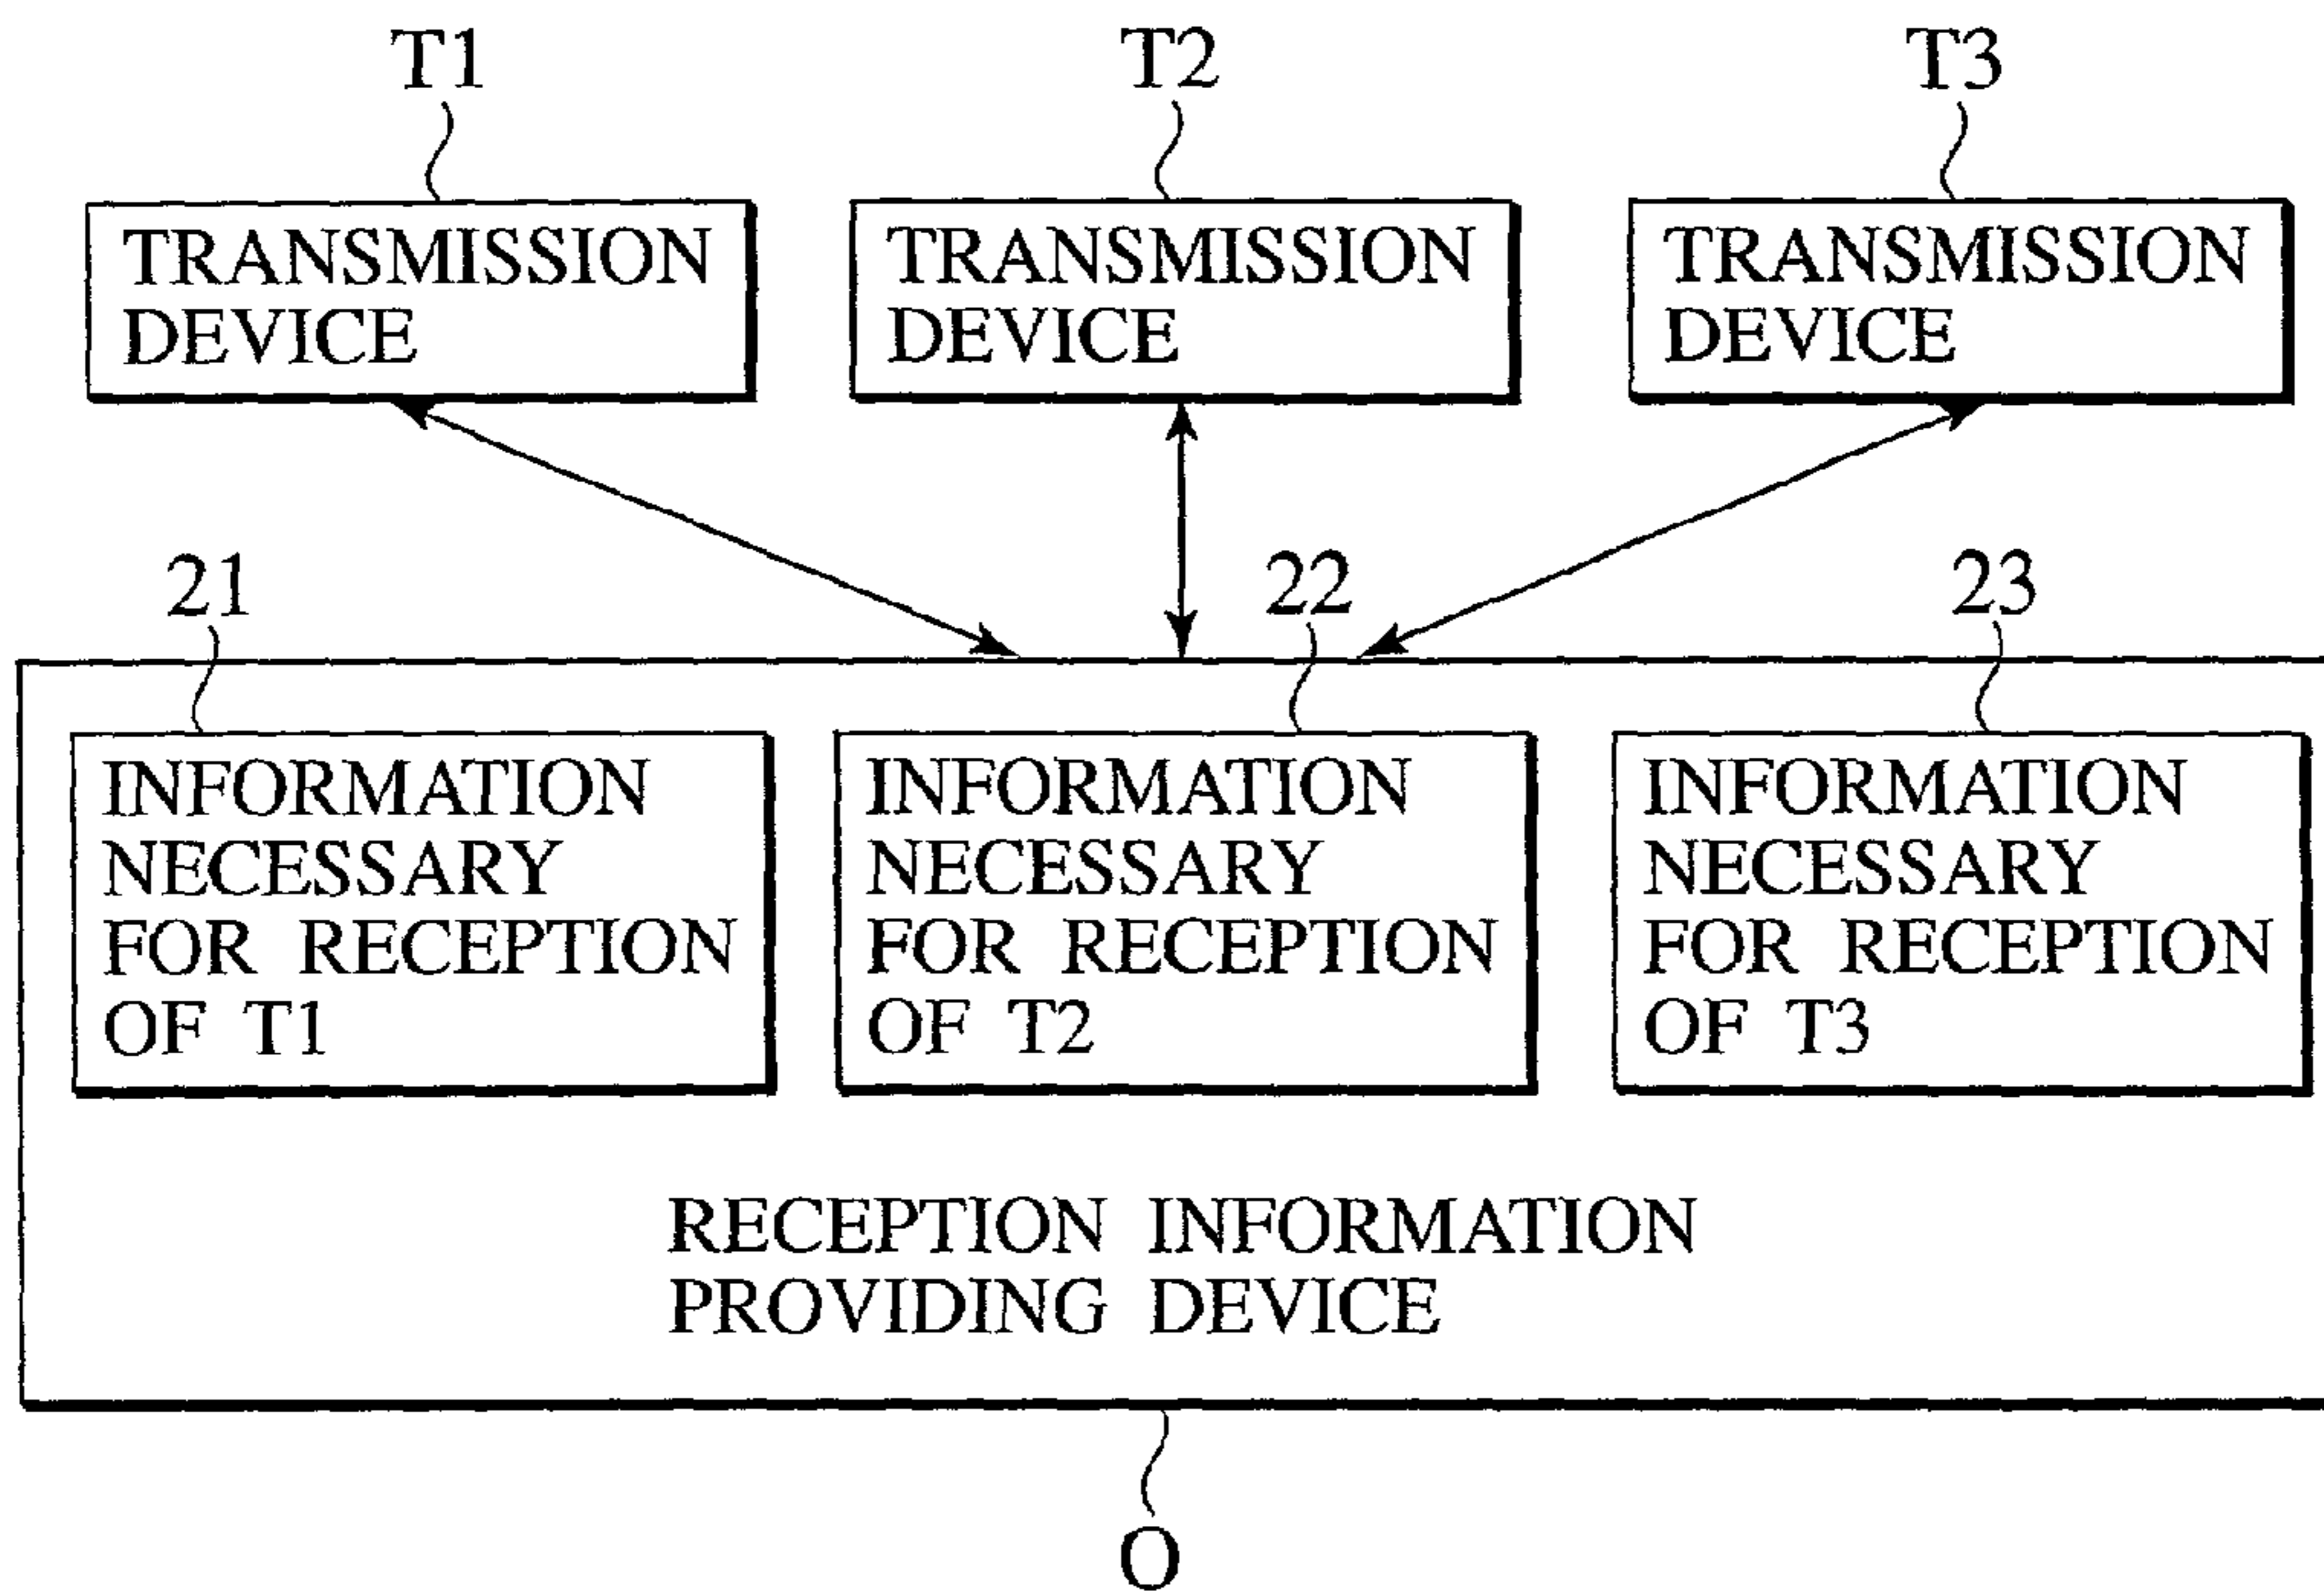 T1
T2
T3
TRANSMISSION
DEVICE
TRANSMISSION
DEVICE
TRANSMISSION
DEVICE
21
22
23
INFORMATION
NECESSARY
FOR RECEPTION
OF T1
INFORMATION
NECESSARY
FOR RECEPTION
OF T2
INFORMATION
NECESSARY
FOR RECEPTION
OF T3
RECEPTION INFORMATION
PROVIDING DEVICE
O